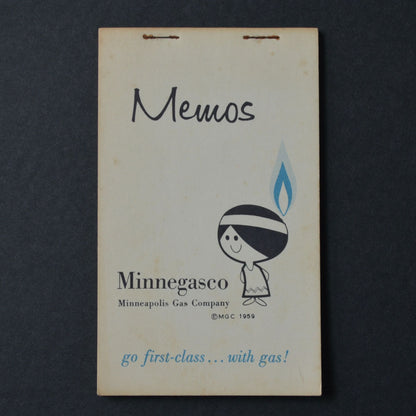 Memos
Minnegasco
Minneapolis Gas Company
©MGC 1959
go first-class...with gas!